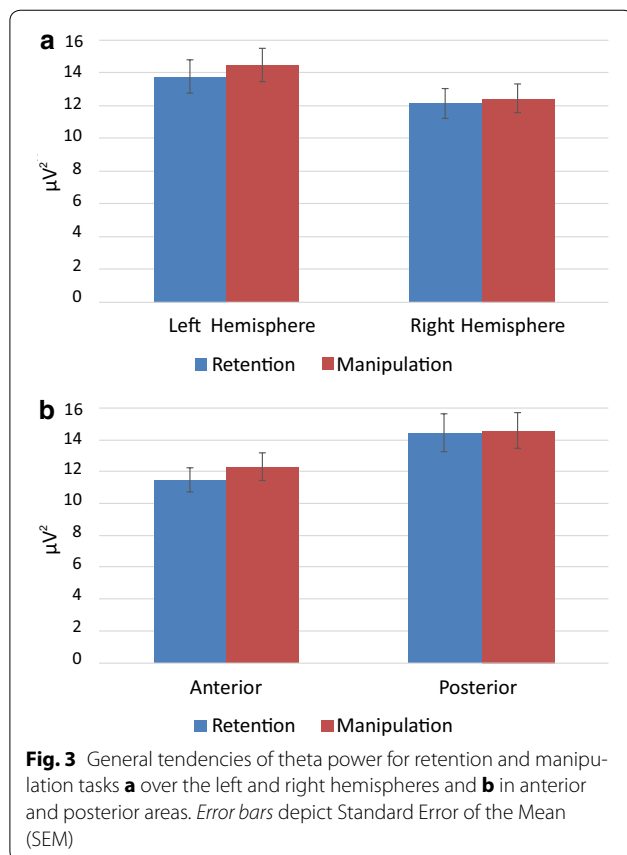 a
16
14
12
10
8
6
4
2
0
µV²
Left Hemisphere Right Hemisphere
Retention Manipulation
b
16
14
12
10
8
6
4
2
0
µV²
Anterior Posterior
Retention Manipulation
Fig. 3 General tendencies of theta power for retention and manipu-
lation tasks a over the left and right hemispheres and b in anterior
and posterior areas. Error bars depict Standard Error of the Mean
(SEM)